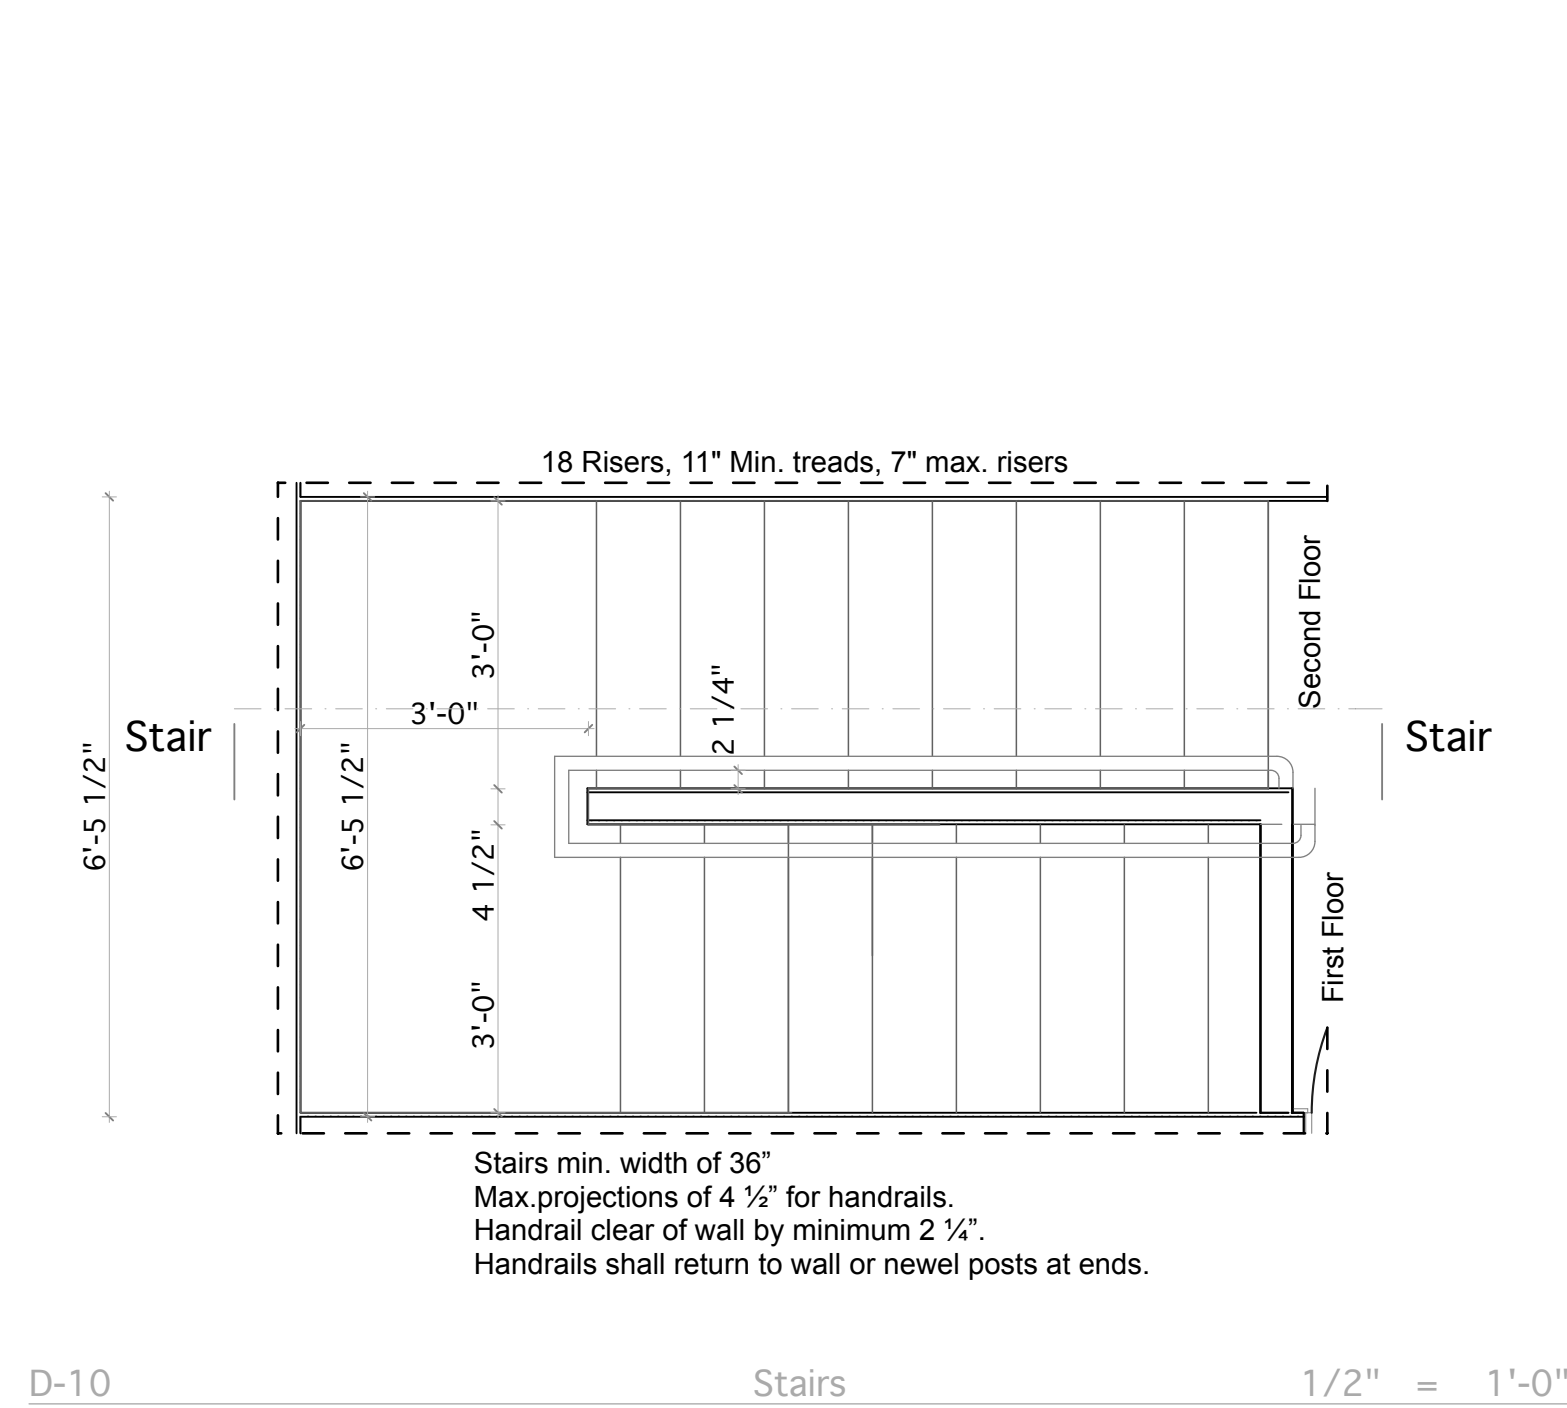 18 Risers, 11" Min. treads, 7" max. risers
Second Floor
3'-0"
2 1/4"
3'-0"
Stair
Stair
6'-5 1/2"
6'-5 1/2"
4 1/2"
First Floor
3'-0"
Stairs min. width of 36”
Max.projections of 4 ½” for handrails.
Handrail clear of wall by minimum 2 ¼”.
Handrails shall return to wall or newel posts at ends.
D-10 Stairs 1/2" = 1'-0"